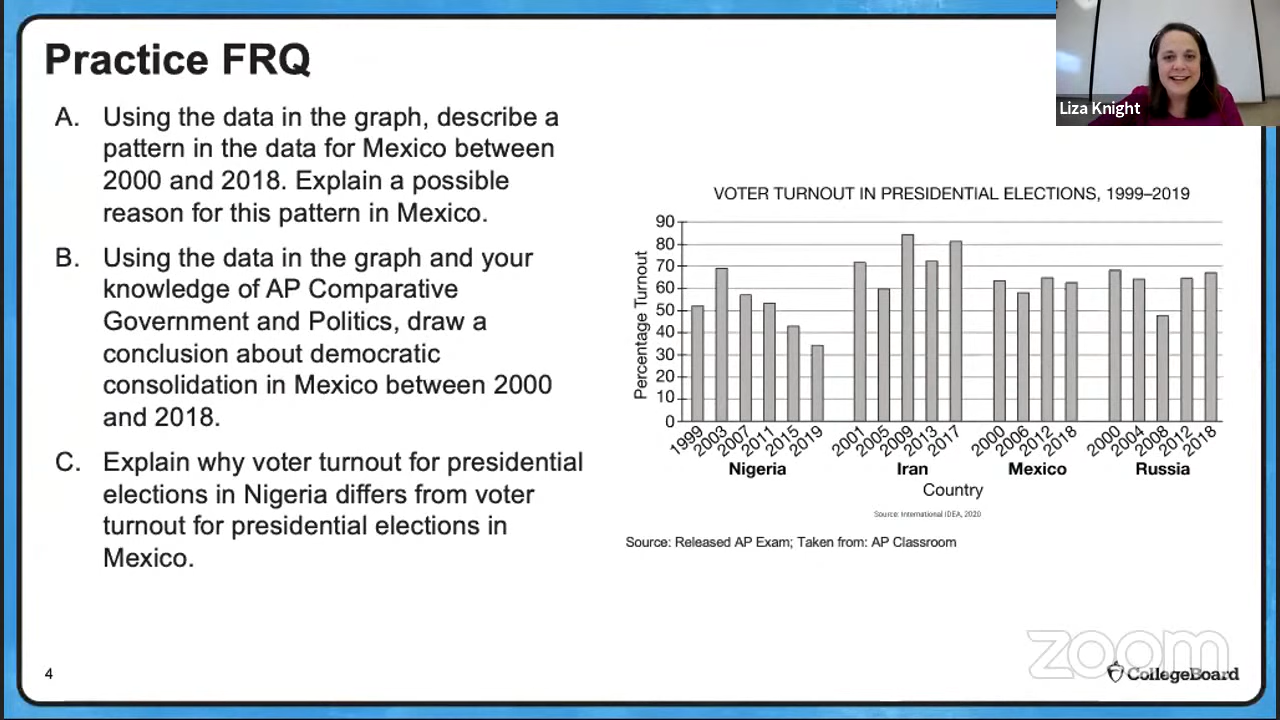 Practice FRQ
Liza Knight
A. Using the data in the graph, describe a
pattern in the data for Mexico between
2000 and 2018. Explain a possible
reason for this pattern in Mexico.
B. Using the data in the graph and your
knowledge of AP Comparative
Government and Politics, draw a
conclusion about democratic
consolidation in Mexico between 2000
and 2018.
C. Explain why voter turnout for presidential
elections in Nigeria differs from voter
turnout for presidential elections in
Mexico.
VOTER TURNOUT IN PRESIDENTIAL ELECTIONS, 1999–2019
Percentage Turnout
90
80
70
60
50
40
30
20
10
0
1999 2003 2007 2011 2015 2019 2001 2005 2009 2013 2017 2000 2006 2012 2018 2000 2004 2008 2012 2018
Nigeria Iran Mexico Russia
Country
Source: International IDEA, 2020
Source: Released AP Exam; Taken from: AP Classroom
zoom
4
CollegeBoard